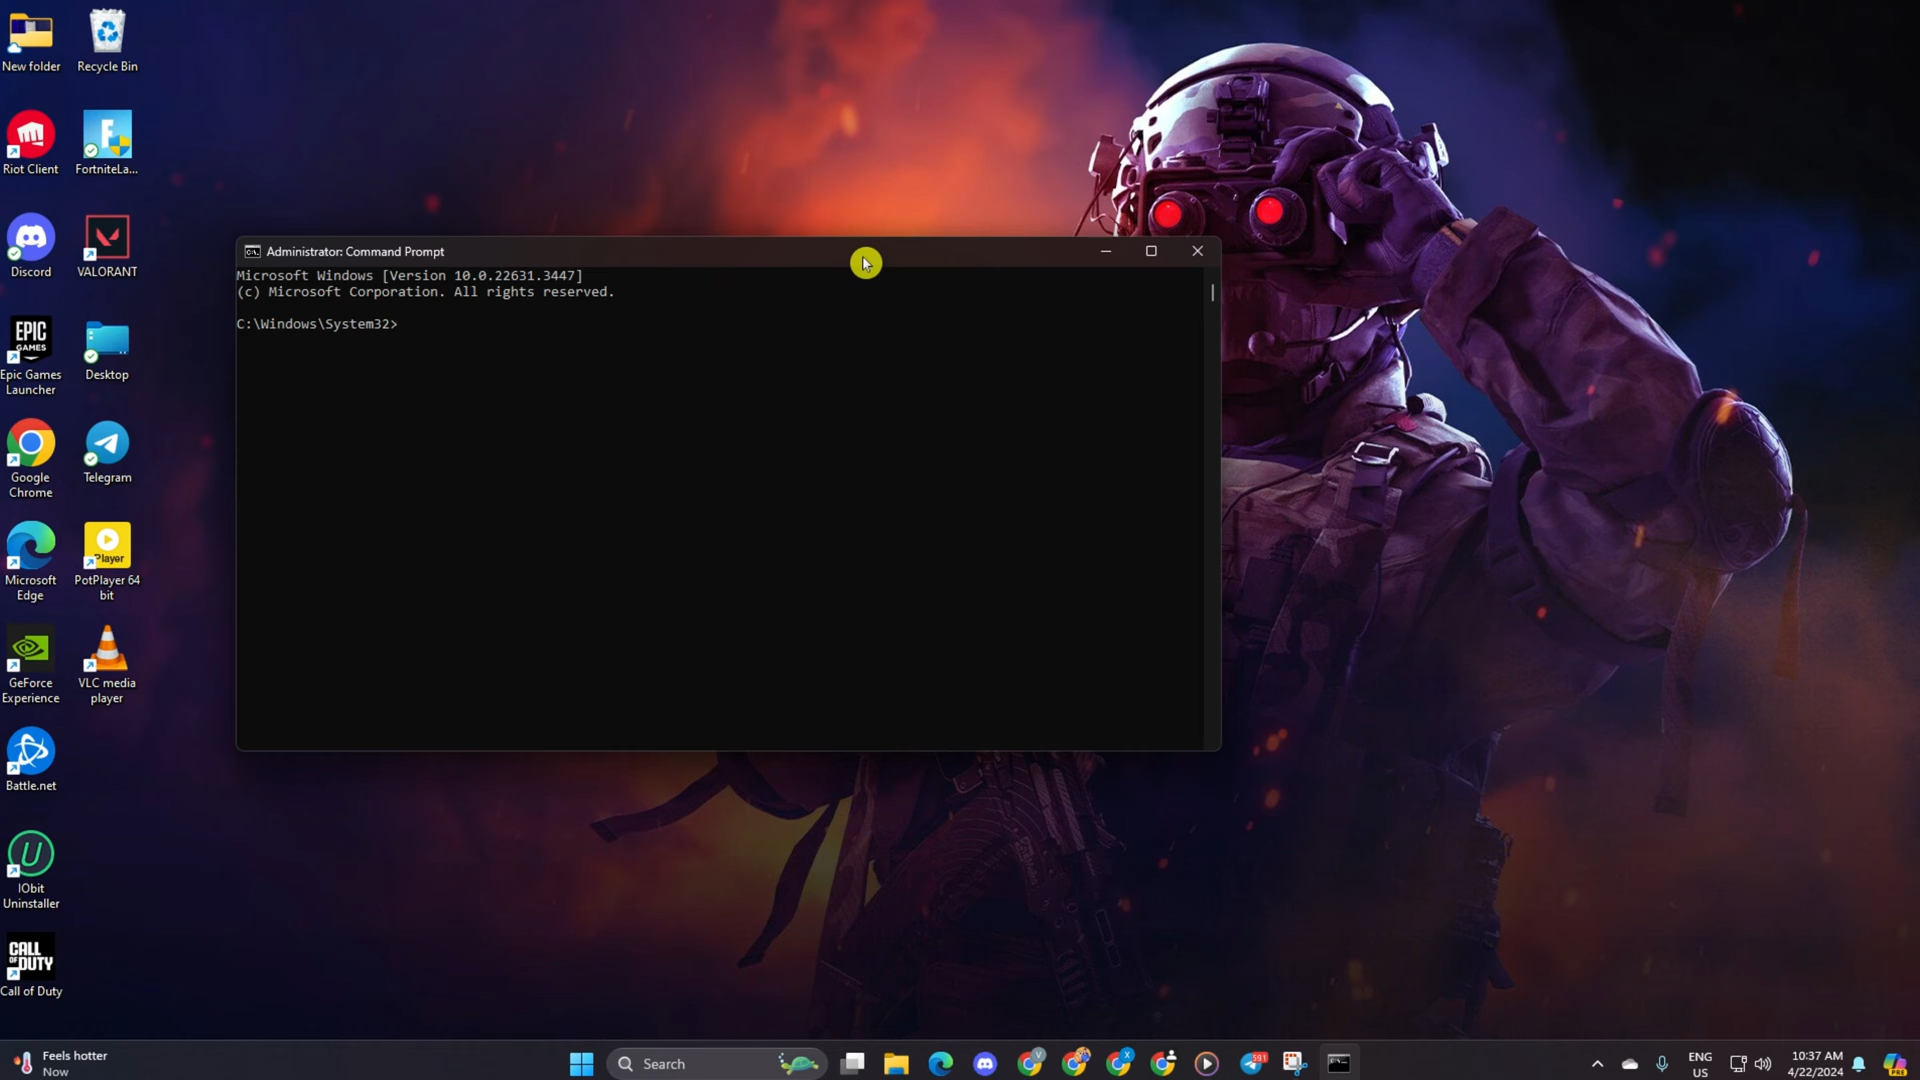 New folder
Recycle Bin
Riot Client
FortniteLa...
Discord
VALORANT
EPIC
GAMES
Epic Games
Launcher
Desktop
Google
Chrome
Telegram
Microsoft
Edge
Player
PotPlayer 64
bit
GeForce
Experience
VLC media
player
Battle.net
IObit
Uninstaller
CALL
OF DUTY
Call of Duty
Administrator: Command Prompt
Microsoft Windows [Version 10.0.22631.3447]
(c) Microsoft Corporation. All rights reserved.
C:\Windows\System32>
Feels hotter
Now
Search
V
X
591
ENG
US
10:37 AM
4/22/2024
PRE